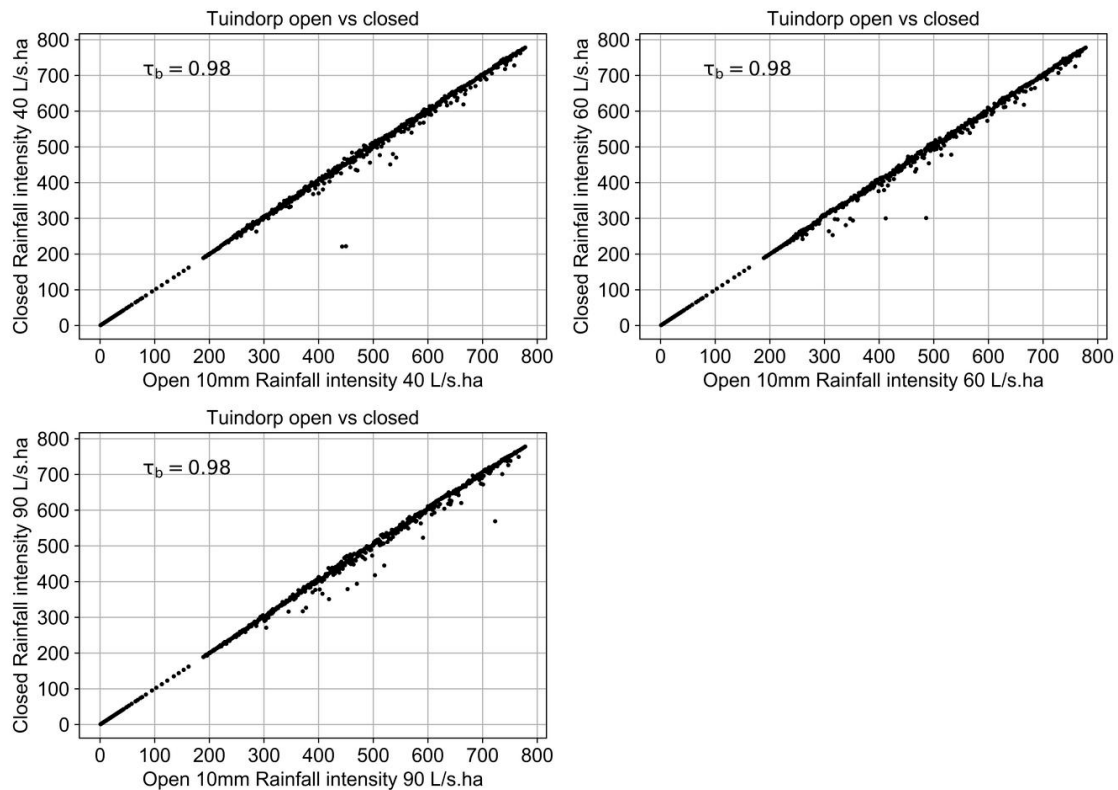 Tuindorp open vs closed
τb = 0.98
Closed Rainfall intensity 40 L/s.ha
800
700
600
500
400
300
200
100
0
0 100 200 300 400 500 600 700 800
Open 10mm Rainfall intensity 40 L/s.ha
Tuindorp open vs closed
τb = 0.98
Closed Rainfall intensity 60 L/s.ha
800
700
600
500
400
300
200
100
0
0 100 200 300 400 500 600 700 800
Open 10mm Rainfall intensity 60 L/s.ha
Tuindorp open vs closed
τb = 0.98
Closed Rainfall intensity 90 L/s.ha
800
700
600
500
400
300
200
100
0
0 100 200 300 400 500 600 700 800
Open 10mm Rainfall intensity 90 L/s.ha